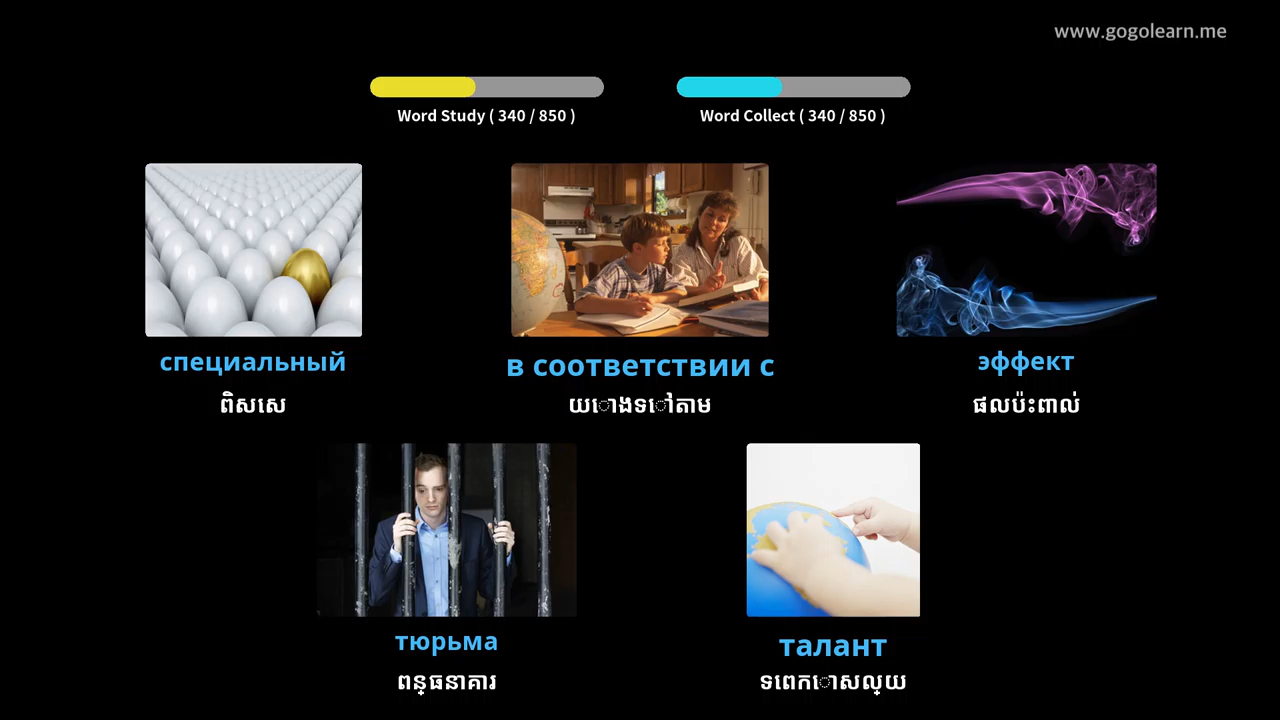 www.gogolearn.me
Word Study ( 340 / 850 )
Word Collect ( 340 / 850 )
специальный
в соответствии с
эффект
ពិសសេ
យោងទៅតាម
ផលប៉ះពាល់
тюрьма
талант
ពន្ធនាគារ
ទពេកោសល្យ